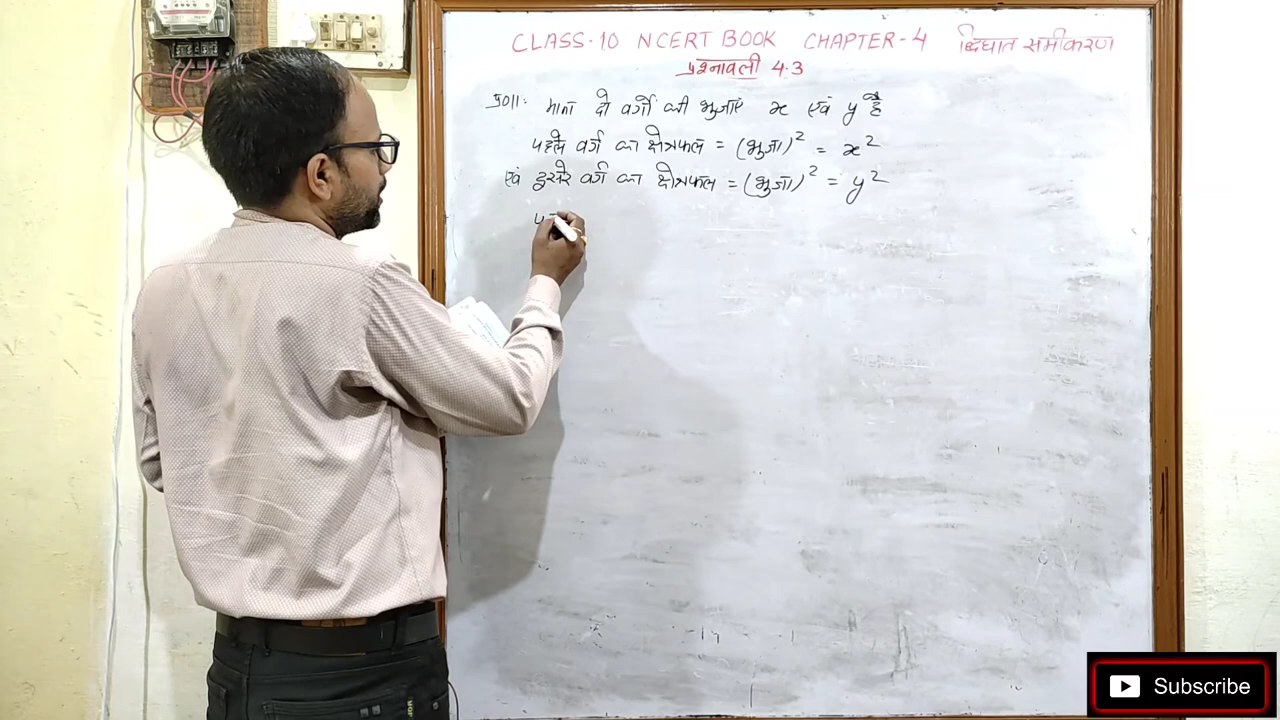 CLASS-10 NCERT BOOK CHAPTER-4 द्विघात समीकरण
प्रश्नावली 4.3
प्र011. माना दो वर्गों की भुजाएं x एवं y हैं
पहले वर्ग का क्षेत्रफल = (भुजा)² = x²
एवं दुसरे वर्ग का क्षेत्रफल = (भुजा)² = y²
Subscribe